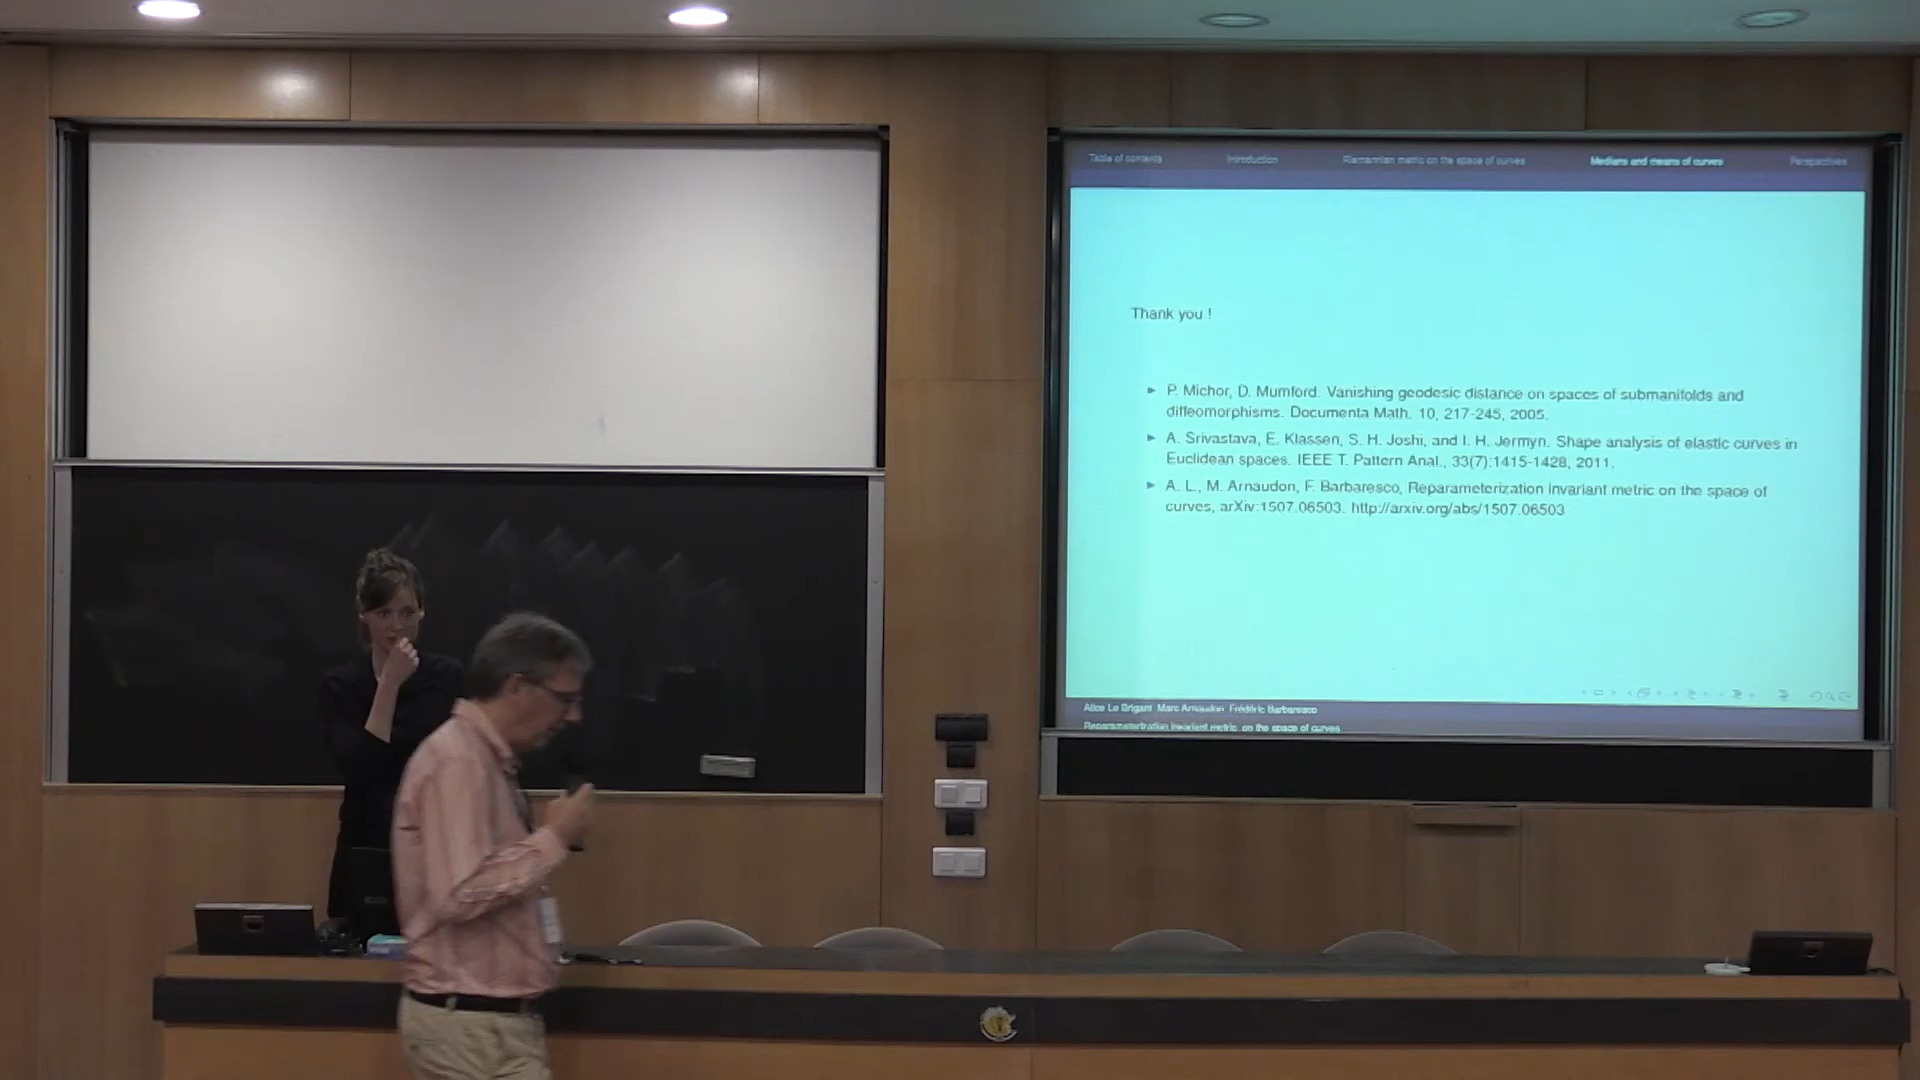 Table of contents Introduction Riemannian metric on the space of curves Medians and means of curves Perspectives
Thank you !
P. Michor, D. Mumford. Vanishing geodesic distance on spaces of submanifolds and
diffeomorphisms. Documenta Math. 10, 217-245, 2005.
A. Srivastava, E. Klassen, S. H. Joshi, and I. H. Jermyn. Shape analysis of elastic curves in
Euclidean spaces. IEEE T. Pattern Anal., 33(7):1415-1428, 2011.
A. L., M. Arnaudon, F. Barbaresco, Reparameterization invariant metric on the space of
curves, arXiv:1507.06503. http://arxiv.org/abs/1507.06503
Alice Le Brigant Marc Arnaudon Frédéric Barbaresco
Reparameterization invariant metric on the space of curves